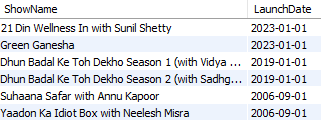 ShowName LaunchDate
21 Din Wellness In with Sunil Shetty 2023-01-01
Green Ganesha 2023-01-01
Dhun Badal Ke Toh Dekho Season 1 (with Vidya ... 2019-01-01
Dhun Badal Ke Toh Dekho Season 2 (with Sadhg... 2019-01-01
Suhaana Safar with Annu Kapoor 2006-09-01
Yaadon Ka Idiot Box with Neelesh Misra 2006-09-01